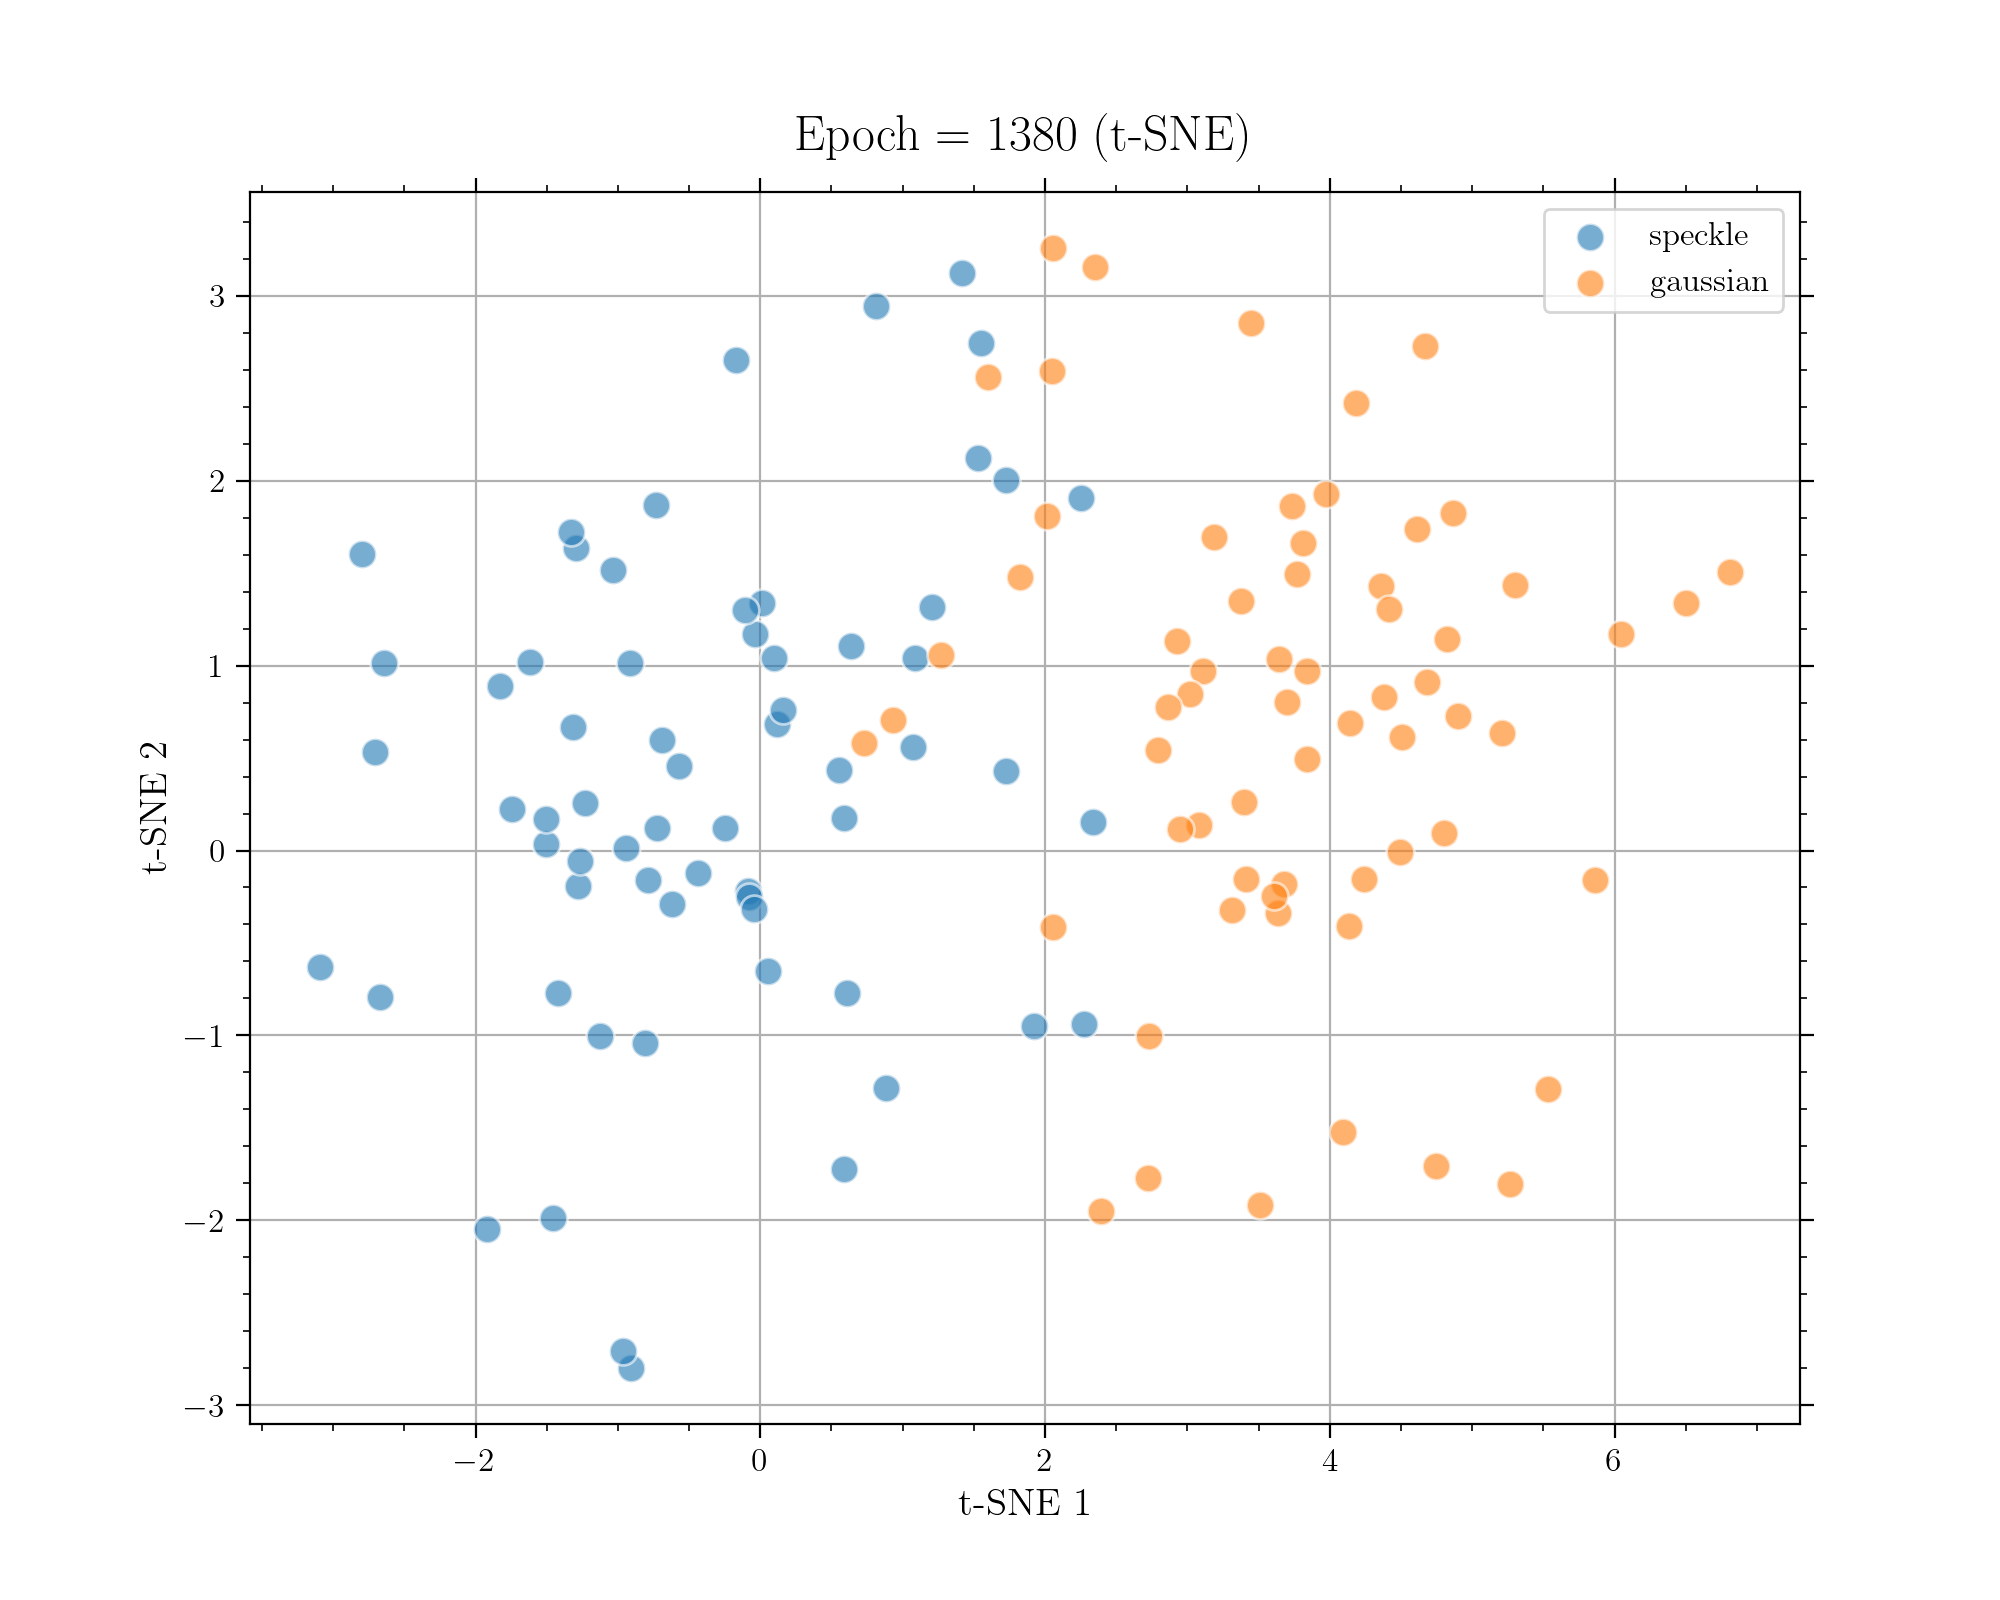 Epoch = 1380 (t-SNE)
speckle
gaussian
3
2
1
0
−1
−2
−3
t-SNE 2
−2
0
2
4
6
t-SNE 1